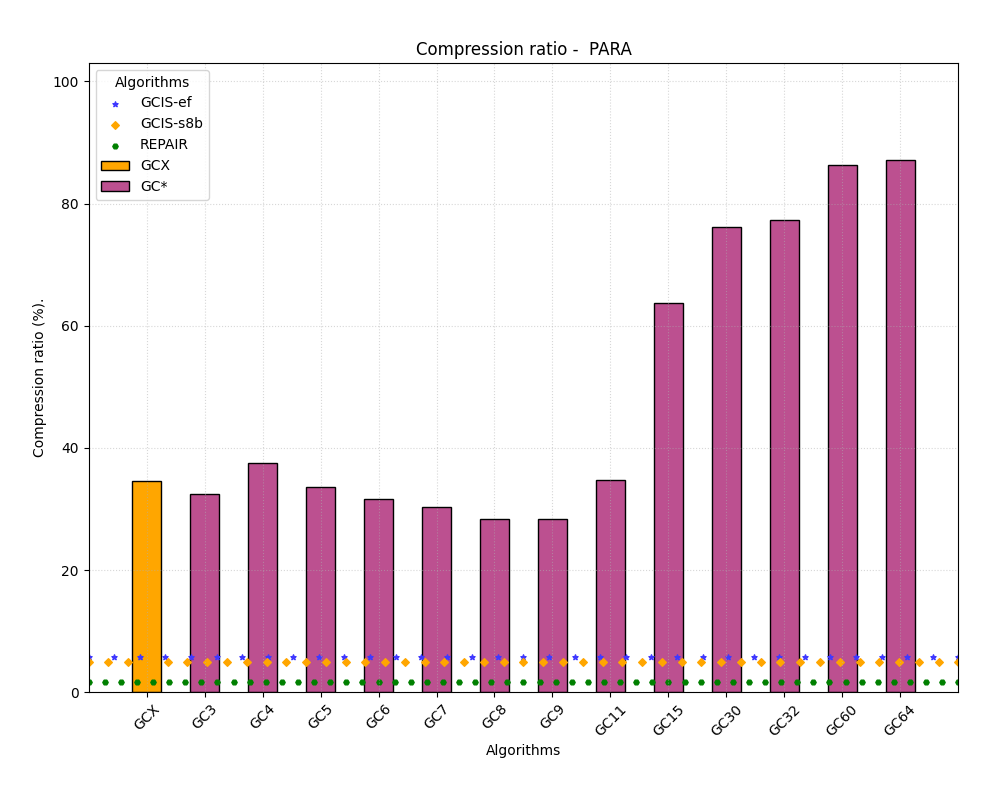 Compression ratio -  PARA
Algorithms
GCIS-ef
GCIS-s8b
REPAIR
GCX
GC*
100
80
60
40
20
0
Compression ratio (%).
GCX
GC3
GC4
GC5
GC6
GC7
GC8
GC9
GC11
GC15
GC30
GC32
GC60
GC64
Algorithms